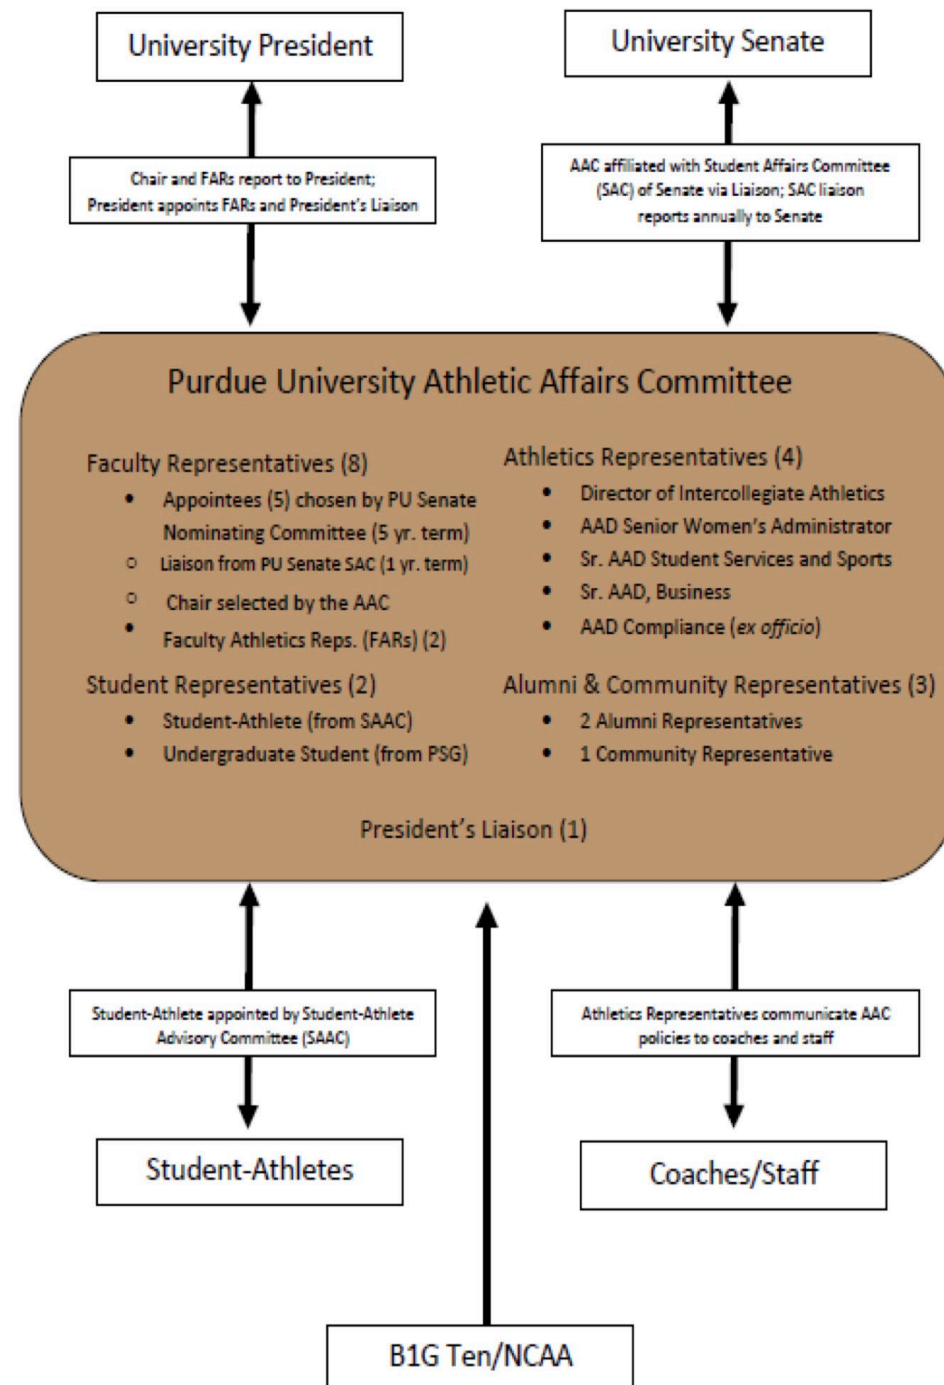 University President
University Senate
Chair and FARs report to President;
President appoints FARs and President's Liaison
AAC affiliated with Student Affairs Committee
(SAC) of Senate via Liaison; SAC liaison
reports annually to Senate
Purdue University Athletic Affairs Committee
Faculty Representatives (8)
• Appointees (5) chosen by PU Senate
Nominating Committee (5 yr. term)
○ Liaison from PU Senate SAC (1 yr. term)
○ Chair selected by the AAC
• Faculty Athletics Reps. (FARs) (2)
Athletics Representatives (4)
• Director of Intercollegiate Athletics
• AAD Senior Women's Administrator
• Sr. AAD Student Services and Sports
• Sr. AAD, Business
• AAD Compliance (ex officio)
Student Representatives (2)
• Student-Athlete (from SAAC)
• Undergraduate Student (from PSG)
Alumni & Community Representatives (3)
• 2 Alumni Representatives
• 1 Community Representative
President's Liaison (1)
Student-Athlete appointed by Student-Athlete
Advisory Committee (SAAC)
Athletics Representatives communicate AAC
policies to coaches and staff
Student-Athletes
Coaches/Staff
B1G Ten/NCAA